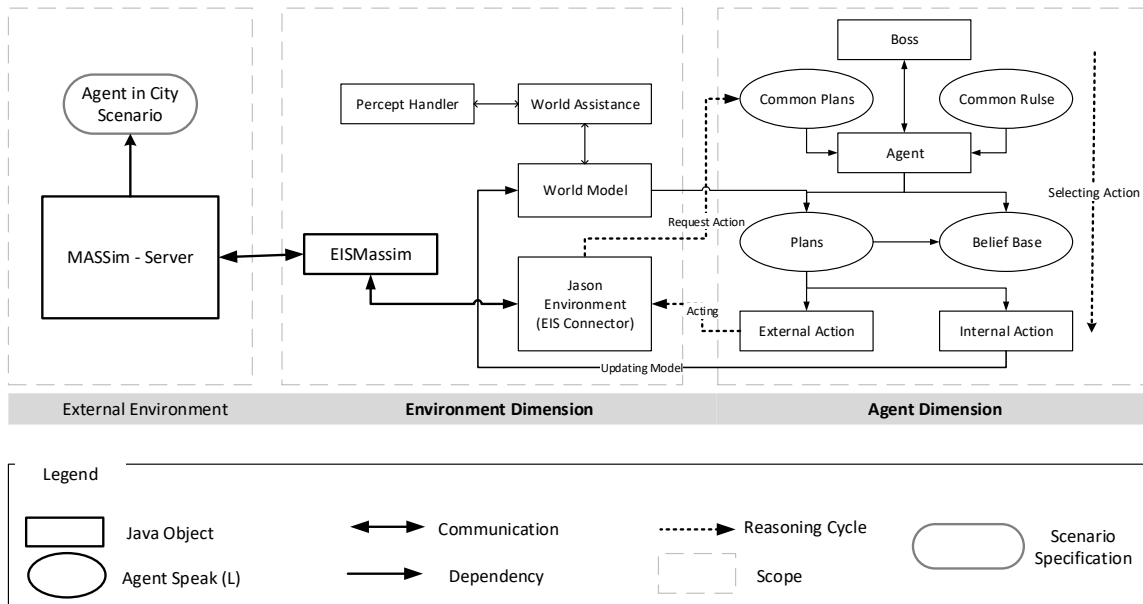 Agent in City
Scenario
MASSim - Server
EISMassim
Percept Handler
World Assistance
World Model
Jason
Environment
(EIS Connector)
Request Action
Acting
Updating Model
Boss
Common Plans
Common Rulse
Agent
Plans
Belief Base
External Action
Internal Action
Selecting Action
External Environment
Environment Dimension
Agent Dimension
Legend
Java Object
Communication
Reasoning Cycle
Scenario
Specification
Agent Speak (L)
Dependency
Scope